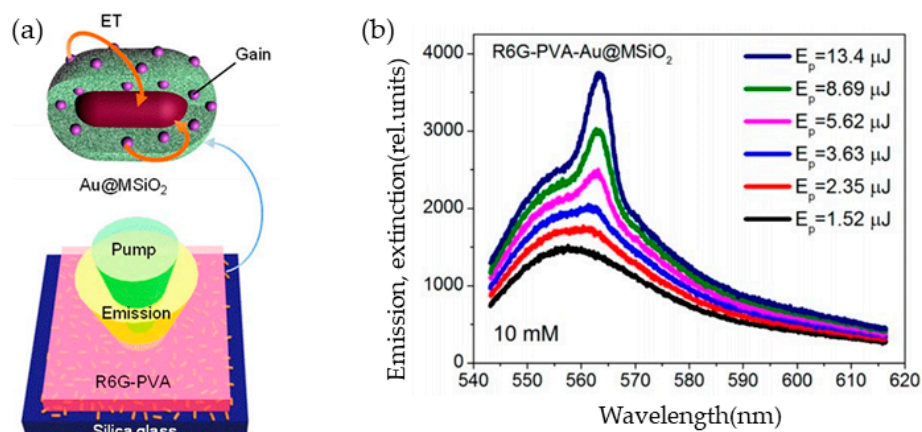 (a)
ET
Gain
Au@MSiO₂
Pump
Emission
R6G-PVA
Silica glass
(b)
Emission, extinction(rel.units)
4000
3000
2000
1000
0
R6G-PVA-Au@MSiO₂
Eₚ=13.4 μJ
Eₚ=8.69 μJ
Eₚ=5.62 μJ
Eₚ=3.63 μJ
Eₚ=2.35 μJ
Eₚ=1.52 μJ
10 mM
540 550 560 570 580 590 600 610 620
Wavelength(nm)